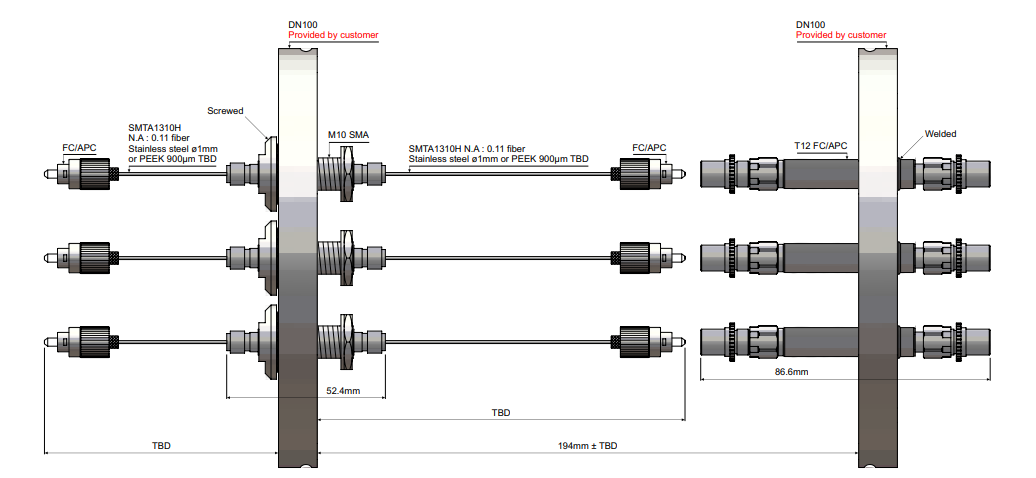 DN100
Provided by customer
DN100
Provided by customer
Screwed
SMTA1310H
N.A : 0.11 fiber
Stainless steel ø1mm
or PEEK 900µm TBD
FC/APC
M10 SMA
SMTA1310H N.A : 0.11 fiber
Stainless steel ø1mm or PEEK 900µm TBD
FC/APC
T12 FC/APC
Welded
52.4mm
86.6mm
TBD
TBD
194mm ± TBD